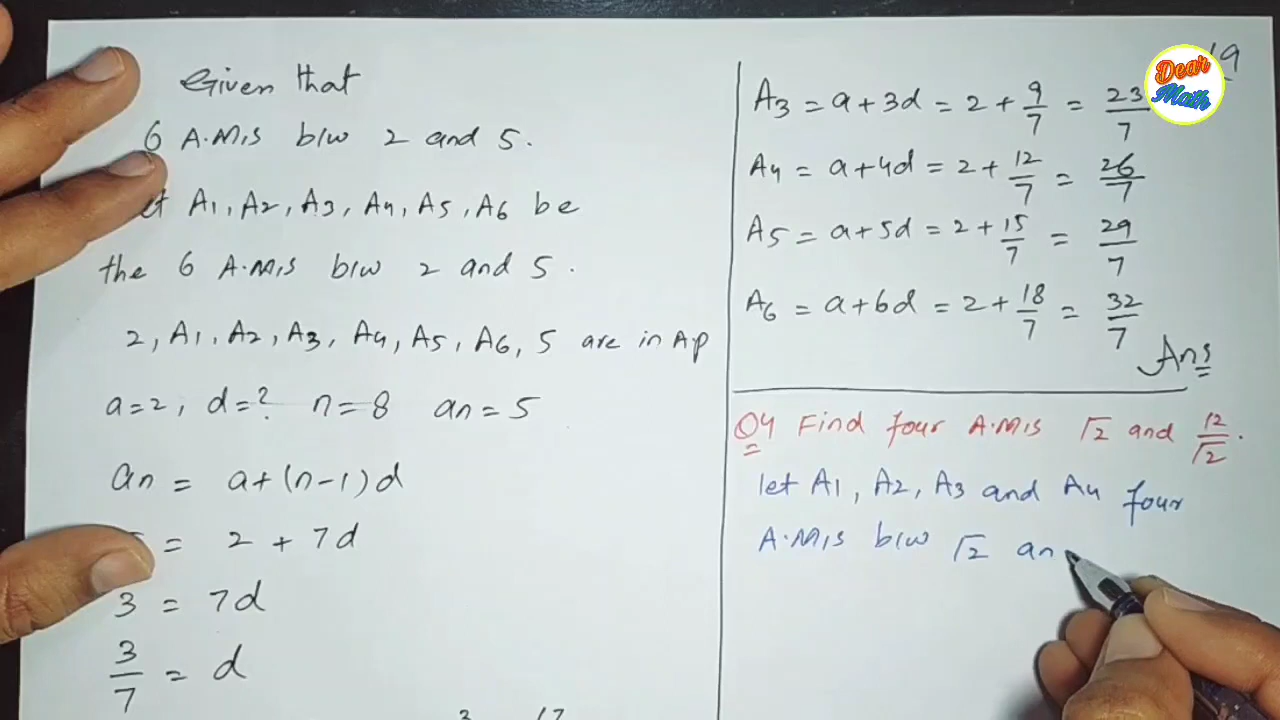 Given that
6 A.M,s b/w 2 and 5.
A1, A2, A3, A4, A5, A6 be
the 6 A.M,s b/w 2 and 5.
2, A1, A2, A3, A4, A5, A6, 5 are in AP
a=2, d=? n=8 an=5
an = a+(n-1)d
= 2 + 7d
3 = 7d
3/7 = d
A3 = a+3d = 2+9/7 = 23/7
A4 = a+4d = 2+12/7 = 26/7
A5 = a+5d = 2+15/7 = 29/7
A6 = a+6d = 2+18/7 = 32/7
Ans
Q4 Find four A.M,s √2 and 12/√2.
let A1, A2, A3 and A4 four
A.M,s b/w √2 an
Dear
Math